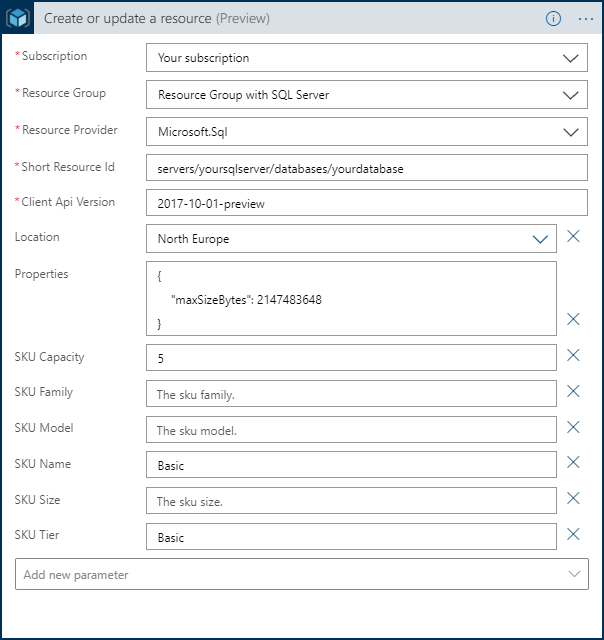 Create or update a resource (Preview)
* Subscription Your subscription
* Resource Group Resource Group with SQL Server
* Resource Provider Microsoft.Sql
* Short Resource Id servers/yoursqlserver/databases/yourdatabase
* Client Api Version 2017-10-01-preview
Location North Europe
Properties {
"maxSizeBytes": 2147483648
}
SKU Capacity 5
SKU Family The sku family.
SKU Model The sku model.
SKU Name Basic
SKU Size The sku size.
SKU Tier Basic
Add new parameter